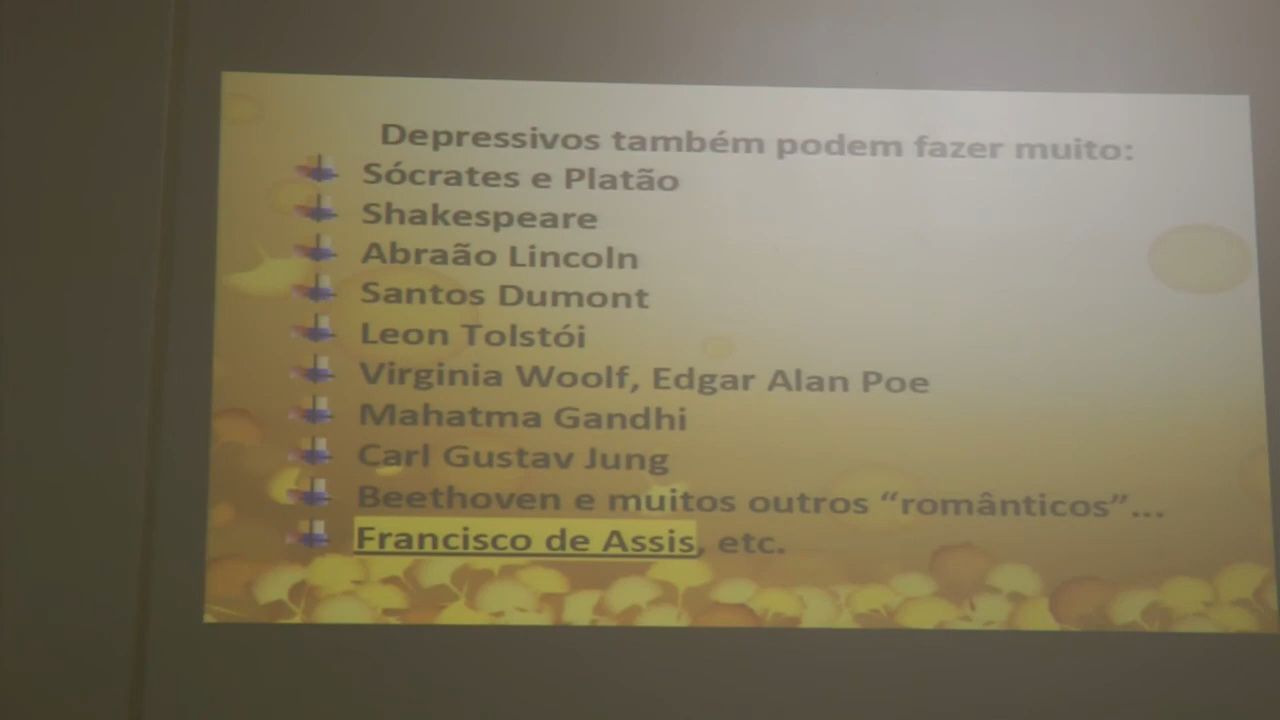 Depressivos também podem fazer muito:
Sócrates e Platão
Shakespeare
Abraão Lincoln
Santos Dumont
Leon Tolstói
Virginia Woolf, Edgar Alan Poe
Mahatma Gandhi
Carl Gustav Jung
Beethoven e muitos outros “românticos”...
Francisco de Assis, etc.